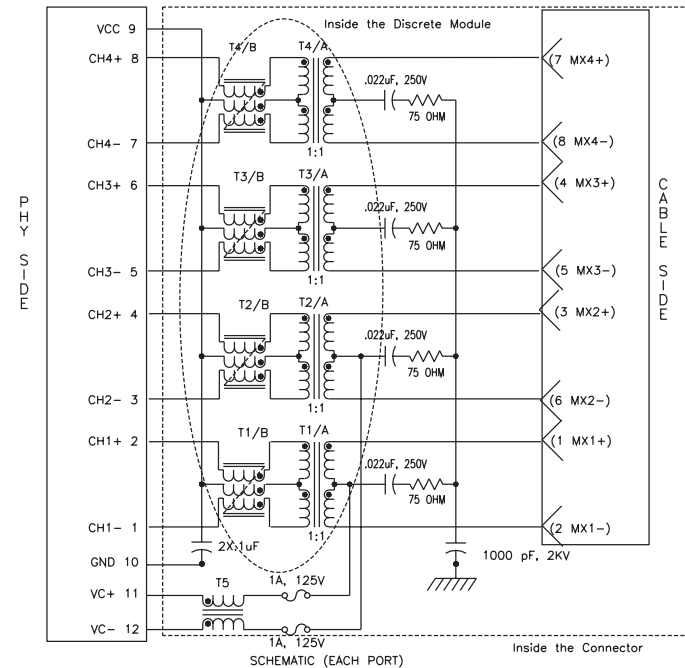 Inside the Discrete Module
VCC 9
T4/B
T4/A
CH4+ 8
(7 MX4+)
.022uF, 250V
75 OHM
CH4- 7
(8 MX4-)
1:1
T3/B
T3/A
CH3+ 6
(4 MX3+)
.022uF, 250V
75 OHM
CH3- 5
(5 MX3-)
1:1
PHY SIDE
CABLE SIDE
T2/B
T2/A
CH2+ 4
(3 MX2+)
.022uF, 250V
75 OHM
CH2- 3
(6 MX2-)
1:1
T1/B
T1/A
CH1+ 2
(1 MX1+)
.022uF, 250V
75 OHM
CH1- 1
(2 MX1-)
1:1
2X.1uF
1000 pF, 2KV
GND 10
T5
1A, 125V
VC+ 11
VC- 12
1A, 125V
Inside the Connector
SCHEMATIC (EACH PORT)